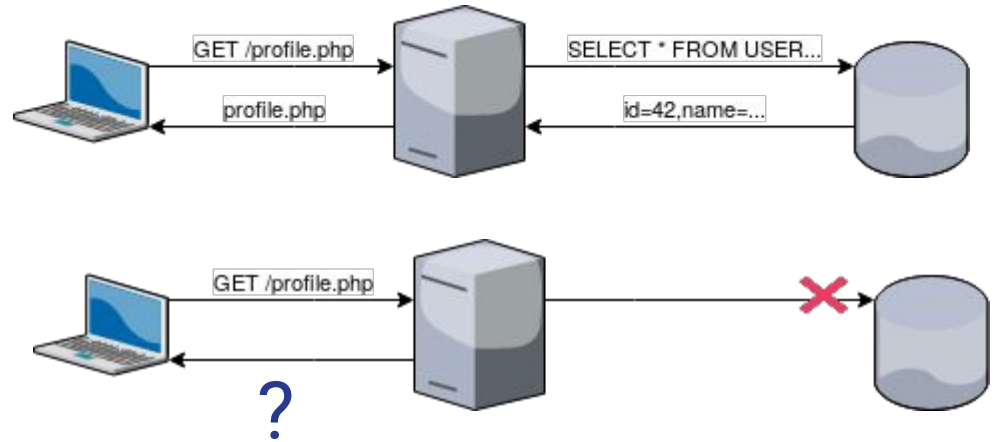 GET /profile.php
SELECT * FROM USER...
profile.php
id=42,name=...
GET /profile.php
?